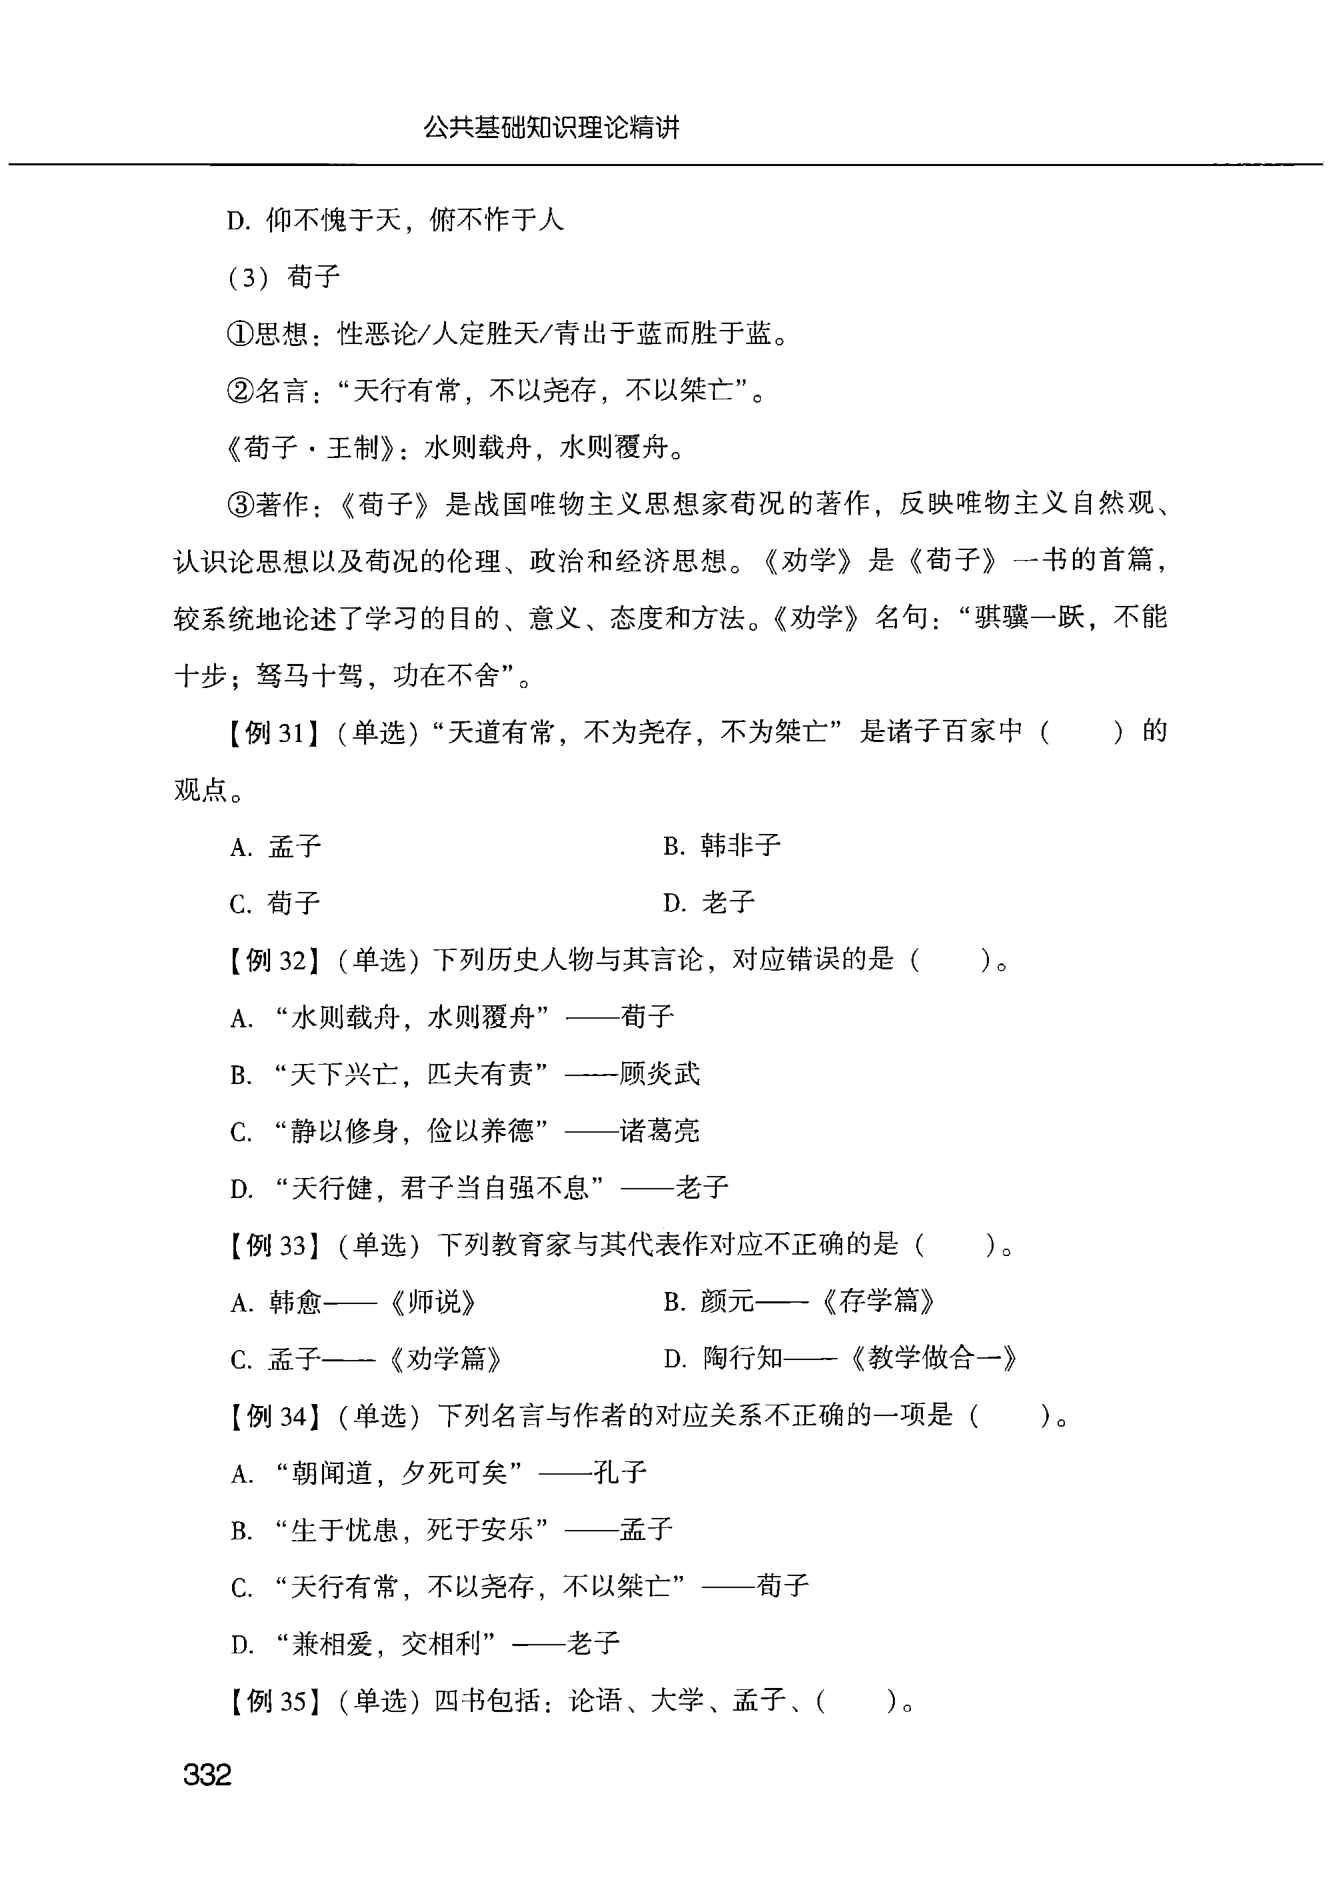 公共基础知识理论精讲
D. 仰不愧于天，俯不怍于人
(3) 荀子
①思想：性恶论/人定胜天/青出于蓝而胜于蓝。
②名言：“天行有常，不以尧存，不以桀亡”。
《荀子·王制》：水则载舟，水则覆舟。
③著作：《荀子》是战国唯物主义思想家荀况的著作，反映唯物主义自然观、
认识论思想以及荀况的伦理、政治和经济思想。《劝学》是《荀子》一书的首篇，
较系统地论述了学习的目的、意义、态度和方法。《劝学》名句：“骐骥一跃，不能
十步；驽马十驾，功在不舍”。
【例 31】（单选）“天道有常，不为尧存，不为桀亡”是诸子百家中（　　）的
观点。
A. 孟子　　B. 韩非子
C. 荀子　　D. 老子
【例 32】（单选）下列历史人物与其言论，对应错误的是（　　）。
A. “水则载舟，水则覆舟”——荀子
B. “天下兴亡，匹夫有责”——顾炎武
C. “静以修身，俭以养德”——诸葛亮
D. “天行健，君子当自强不息”——老子
【例 33】（单选）下列教育家与其代表作对应不正确的是（　　）。
A. 韩愈——《师说》　　B. 颜元——《存学篇》
C. 孟子——《劝学篇》　　D. 陶行知——《教学做合一》
【例 34】（单选）下列名言与作者的对应关系不正确的一项是（　　）。
A. “朝闻道，夕死可矣”——孔子
B. “生于忧患，死于安乐”——孟子
C. “天行有常，不以尧存，不以桀亡”——荀子
D. “兼相爱，交相利”——老子
【例 35】（单选）四书包括：论语、大学、孟子、（　　）。
332